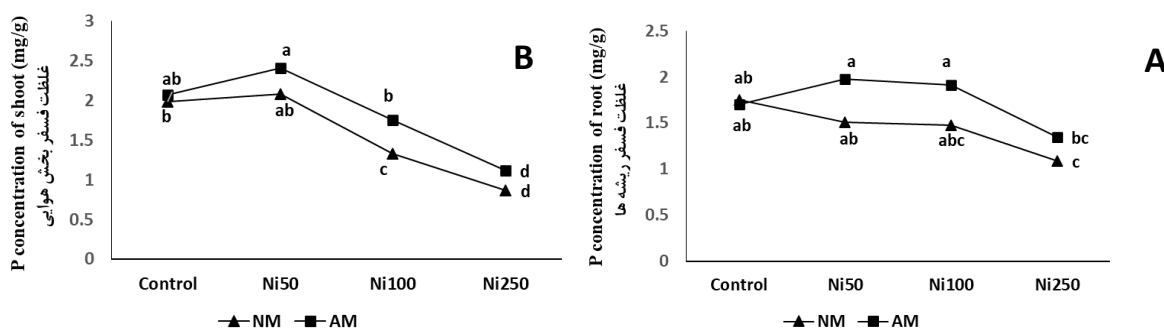 P concentration of shoot (mg/g)
غلظت فسفر بخش هوایی
3
2.5
2
1.5
1
0.5
0
B
ab
a
b
ab
b
c
d
d
Control Ni50 Ni100 Ni250
NM AM
P concentration of root (mg/g)
غلظت فسفر ریشه ها
2.5
2
1.5
1
0.5
0
A
ab
a
a
ab
ab
abc
bc
c
Control Ni50 Ni100 Ni250
NM AM